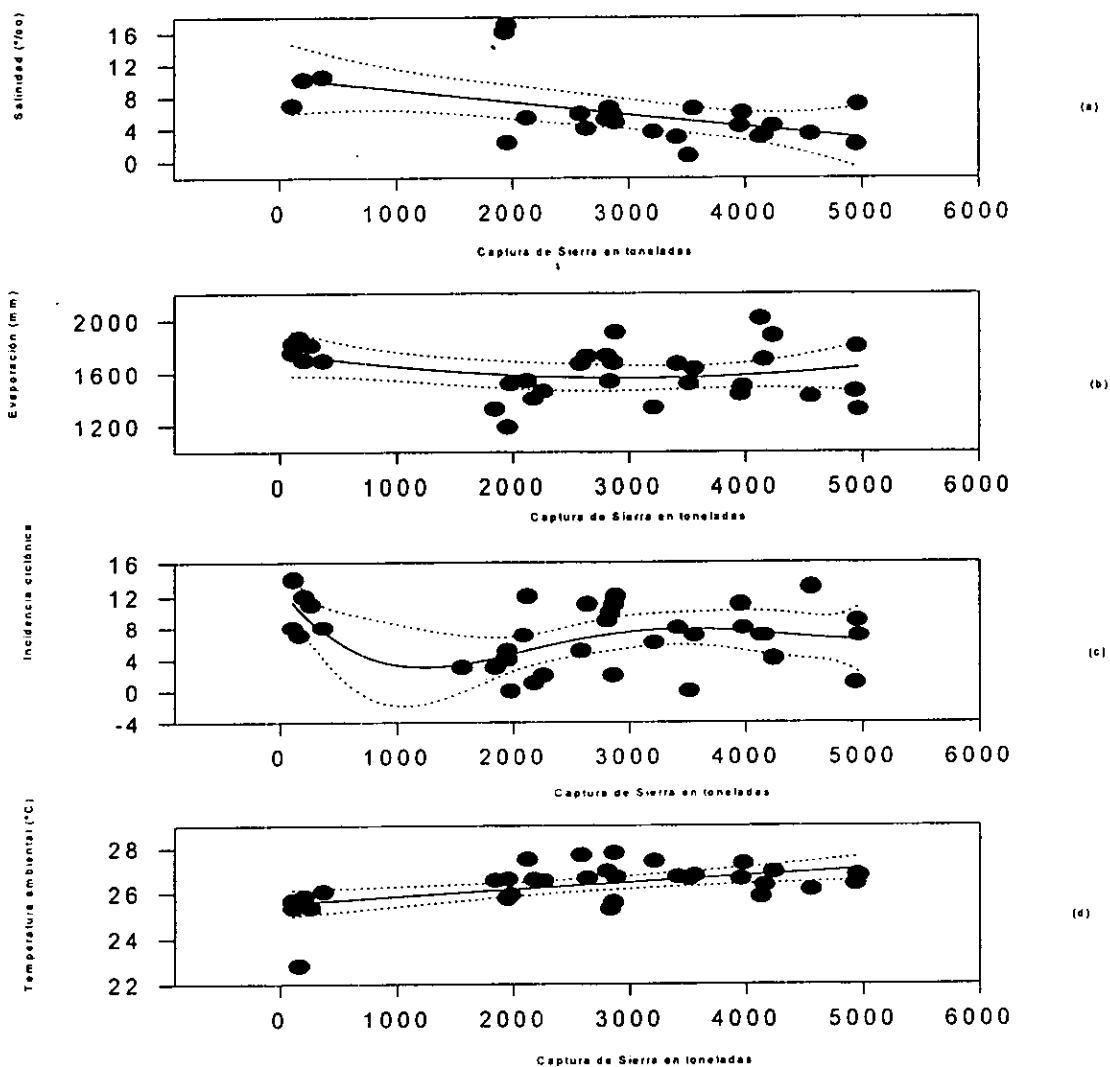 Salinidad (°/oo)
16
12
8
4
0
(a)
0 1000 2000 3000 4000 5000 6000
Captura de Sierra en toneladas
Evaporación (mm)
2000
1600
1200
(b)
0 1000 2000 3000 4000 5000 6000
Captura de Sierra en toneladas
Incidencia ciclónica
16
12
8
4
0
-4
(c)
0 1000 2000 3000 4000 5000 6000
Captura de Sierra en toneladas
Temperatura ambiental (°C)
28
26
24
22
(d)
0 1000 2000 3000 4000 5000 6000
Captura de Sierra en toneladas